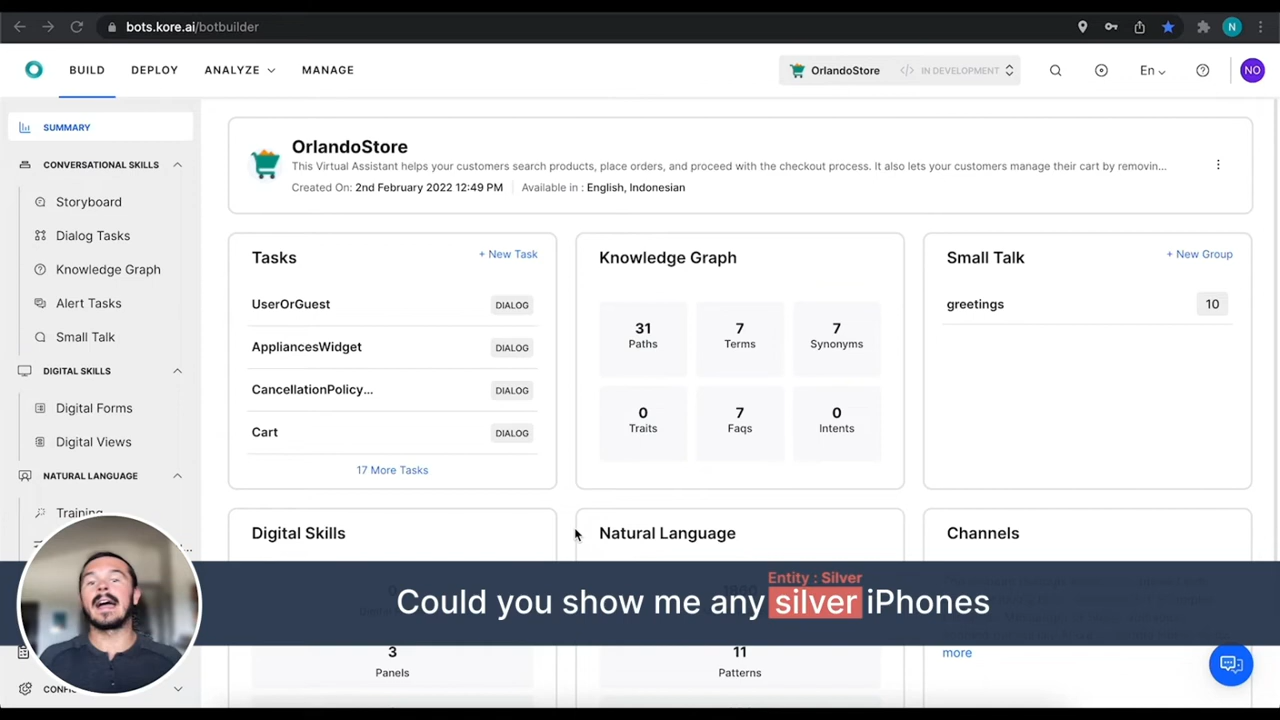 bots.kore.ai/botbuilder
N
BUILD
DEPLOY
ANALYZE
MANAGE
OrlandoStore
IN DEVELOPMENT
En
NO
SUMMARY
CONVERSATIONAL SKILLS
Storyboard
Dialog Tasks
Knowledge Graph
Alert Tasks
Small Talk
DIGITAL SKILLS
Digital Forms
Digital Views
NATURAL LANGUAGE
Training
OrlandoStore
This Virtual Assistant helps your customers search products, place orders, and proceed with the checkout process. It also lets your customers manage their cart by removin...
Created On: 2nd February 2022 12:49 PM
Available in : English, Indonesian
Tasks
+ New Task
UserOrGuest DIALOG
AppliancesWidget DIALOG
CancellationPolicy... DIALOG
Cart DIALOG
17 More Tasks
Knowledge Graph
31 7 7
Paths Terms Synonyms
0 7 0
Traits Faqs Intents
Small Talk
+ New Group
greetings 10
Digital Skills
Natural Language
Channels
Entity : Silver
Could you show me any silver iPhones
3
Panels
11
Patterns
more